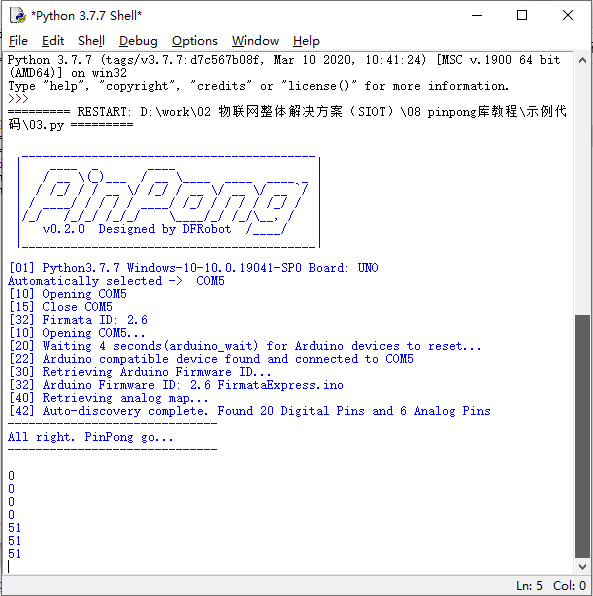 *Python 3.7.7 Shell*
File Edit Shell Debug Options Window Help
Python 3.7.7 (tags/v3.7.7:d7c567b08f, Mar 10 2020, 10:41:24) [MSC v.1900 64 bit
(AMD64)] on win32
Type "help", "copyright", "credits" or "license()" for more information.
>>>
========= RESTART: D:\work\02 物联网整体解决方案（SIOT）\08 pinpong库教程\示例代
码\03.py =========
PinPong
v0.2.0 Designed by DFRobot
[01] Python3.7.7 Windows-10-10.0.19041-SP0 Board: UNO
Automatically selected -> COM5
[10] Opening COM5
[15] Close COM5
[32] Firmata ID: 2.6
[10] Opening COM5...
[20] Waiting 4 seconds(arduino_wait) for Arduino devices to reset...
[22] Arduino compatible device found and connected to COM5
[30] Retrieving Arduino Firmware ID...
[32] Arduino Firmware ID: 2.6 FirmataExpress.ino
[40] Retrieving analog map...
[42] Auto-discovery complete. Found 20 Digital Pins and 6 Analog Pins
------------------------------
All right. PinPong go...
------------------------------
0
0
0
0
51
51
51
Ln: 5 Col: 0